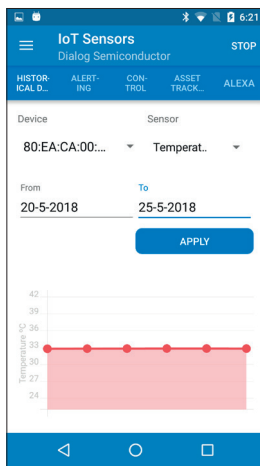 6:21
IoT Sensors
Dialog Semiconductor
STOP
HISTOR-
ICAL D...
ALERT-
ING
CON-
TROL
ASSET
TRACK...
ALEXA
Device
Sensor
80:EA:CA:00:...
Temperat..
From
To
20-5-2018
25-5-2018
APPLY
Temperature ºC
42
39
36
33
30
27
24